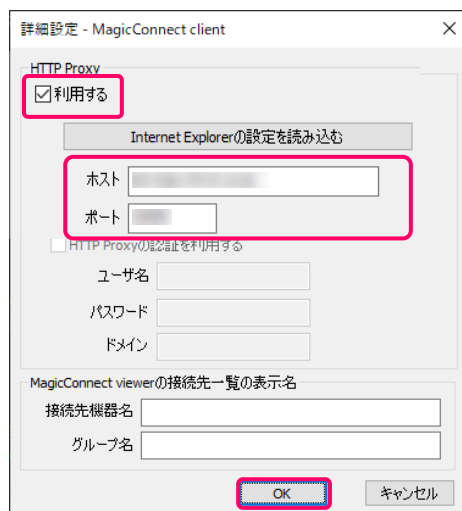 詳細設定 - MagicConnect client
HTTP Proxy
利用する
Internet Explorerの設定を読み込む
ホスト
ポート
HTTP Proxyの認証を利用する
ユーザ名
パスワード
ドメイン
MagicConnect viewerの接続先一覧の表示名
接続先機器名
グループ名
OK キャンセル